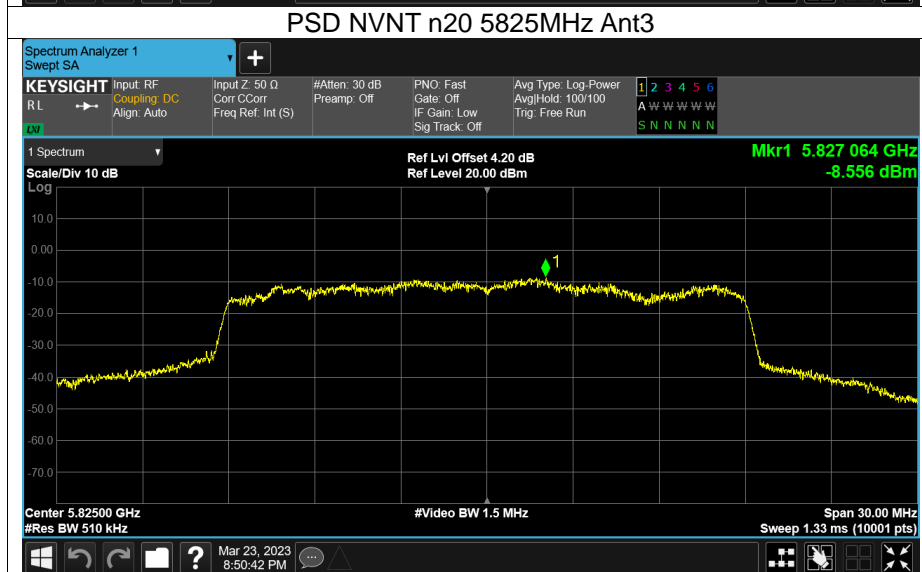 PSD NVNT n20 5825MHz Ant3
Spectrum Analyzer 1
Swept SA
+
KEYSIGHT Input: RF Input Z: 50 Ω #Atten: 30 dB PNO: Fast Avg Type: Log-Power 1 2 3 4 5 6
RL Coupling: DC Corr CCorr Preamp: Off Gate: Off Avg|Hold: 100/100 A W W W W W
Align: Auto Freq Ref: Int (S) IF Gain: Low Trig: Free Run
LXI Sig Track: Off S N N N N N
1 Spectrum Ref Lvl Offset 4.20 dB Mkr1 5.827 064 GHz
Scale/Div 10 dB Ref Level 20.00 dBm -8.556 dBm
Log
10.0
0.00
1
-10.0
-20.0
-30.0
-40.0
-50.0
-60.0
-70.0
Center 5.82500 GHz #Video BW 1.5 MHz Span 30.00 MHz
#Res BW 510 kHz Sweep 1.33 ms (10001 pts)
? Mar 23, 2023
8:50:42 PM